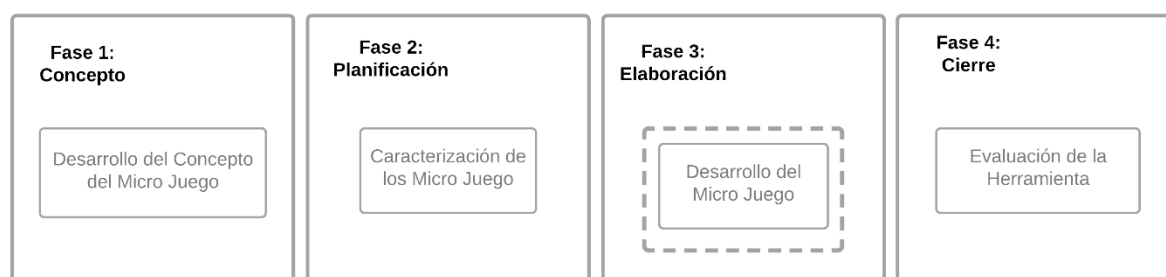 Fase 1:
Concepto
Desarrollo del Concepto
del Micro Juego
Fase 2:
Planificación
Caracterización de
los Micro Juego
Fase 3:
Elaboración
Desarrollo del
Micro Juego
Fase 4:
Cierre
Evaluación de la
Herramienta